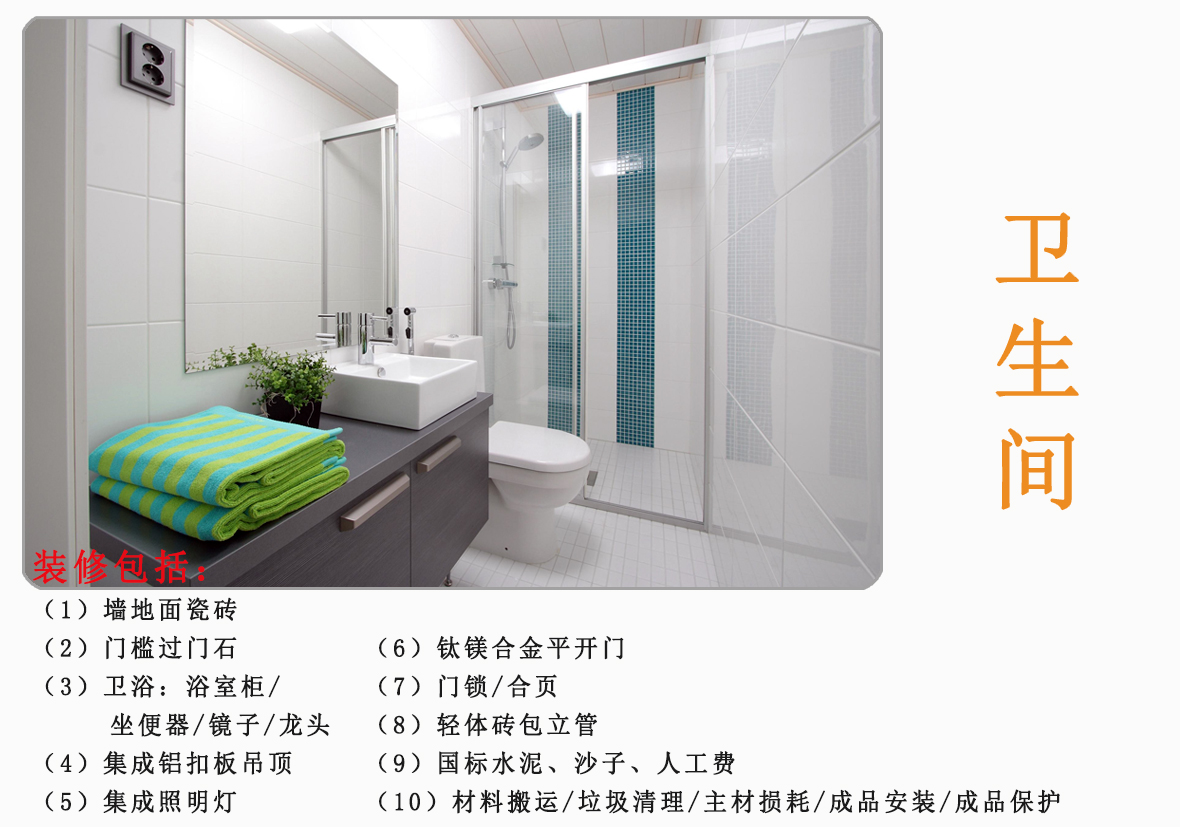 卫生间
装修包括：
（1）墙地面瓷砖
（2）门槛过门石
（3）卫浴：浴室柜/
坐便器/镜子/龙头
（4）集成铝扣板吊顶
（5）集成照明灯
（6）钛镁合金平开门
（7）门锁/合页
（8）轻体砖包立管
（9）国标水泥、沙子、人工费
（10）材料搬运/垃圾清理/主材损耗/成品安装/成品保护